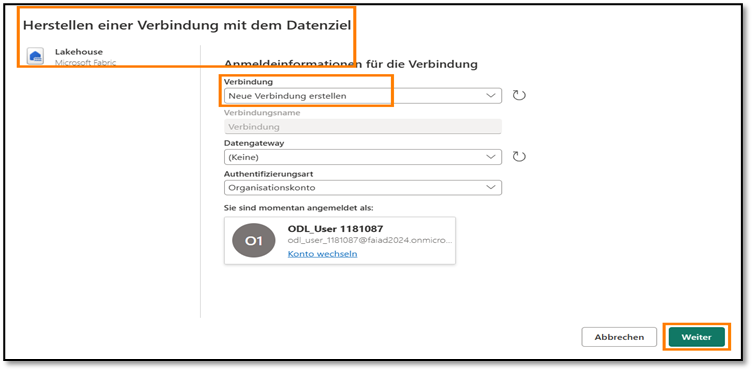 Herstellen einer Verbindung mit dem Datenziel
Lakehouse
Microsoft Fabric
Anmeldeinformationen für die Verbindung
Verbindung
Neue Verbindung erstellen
Verbindungsname
Verbindung
Datengateway
(Keine)
Authentifizierungsart
Organisationskonto
Sie sind momentan angemeldet als:
O1
ODL_User 1181087
odl_user_1181087@faiad2024.onmicro...
Konto wechseln
Abbrechen
Weiter